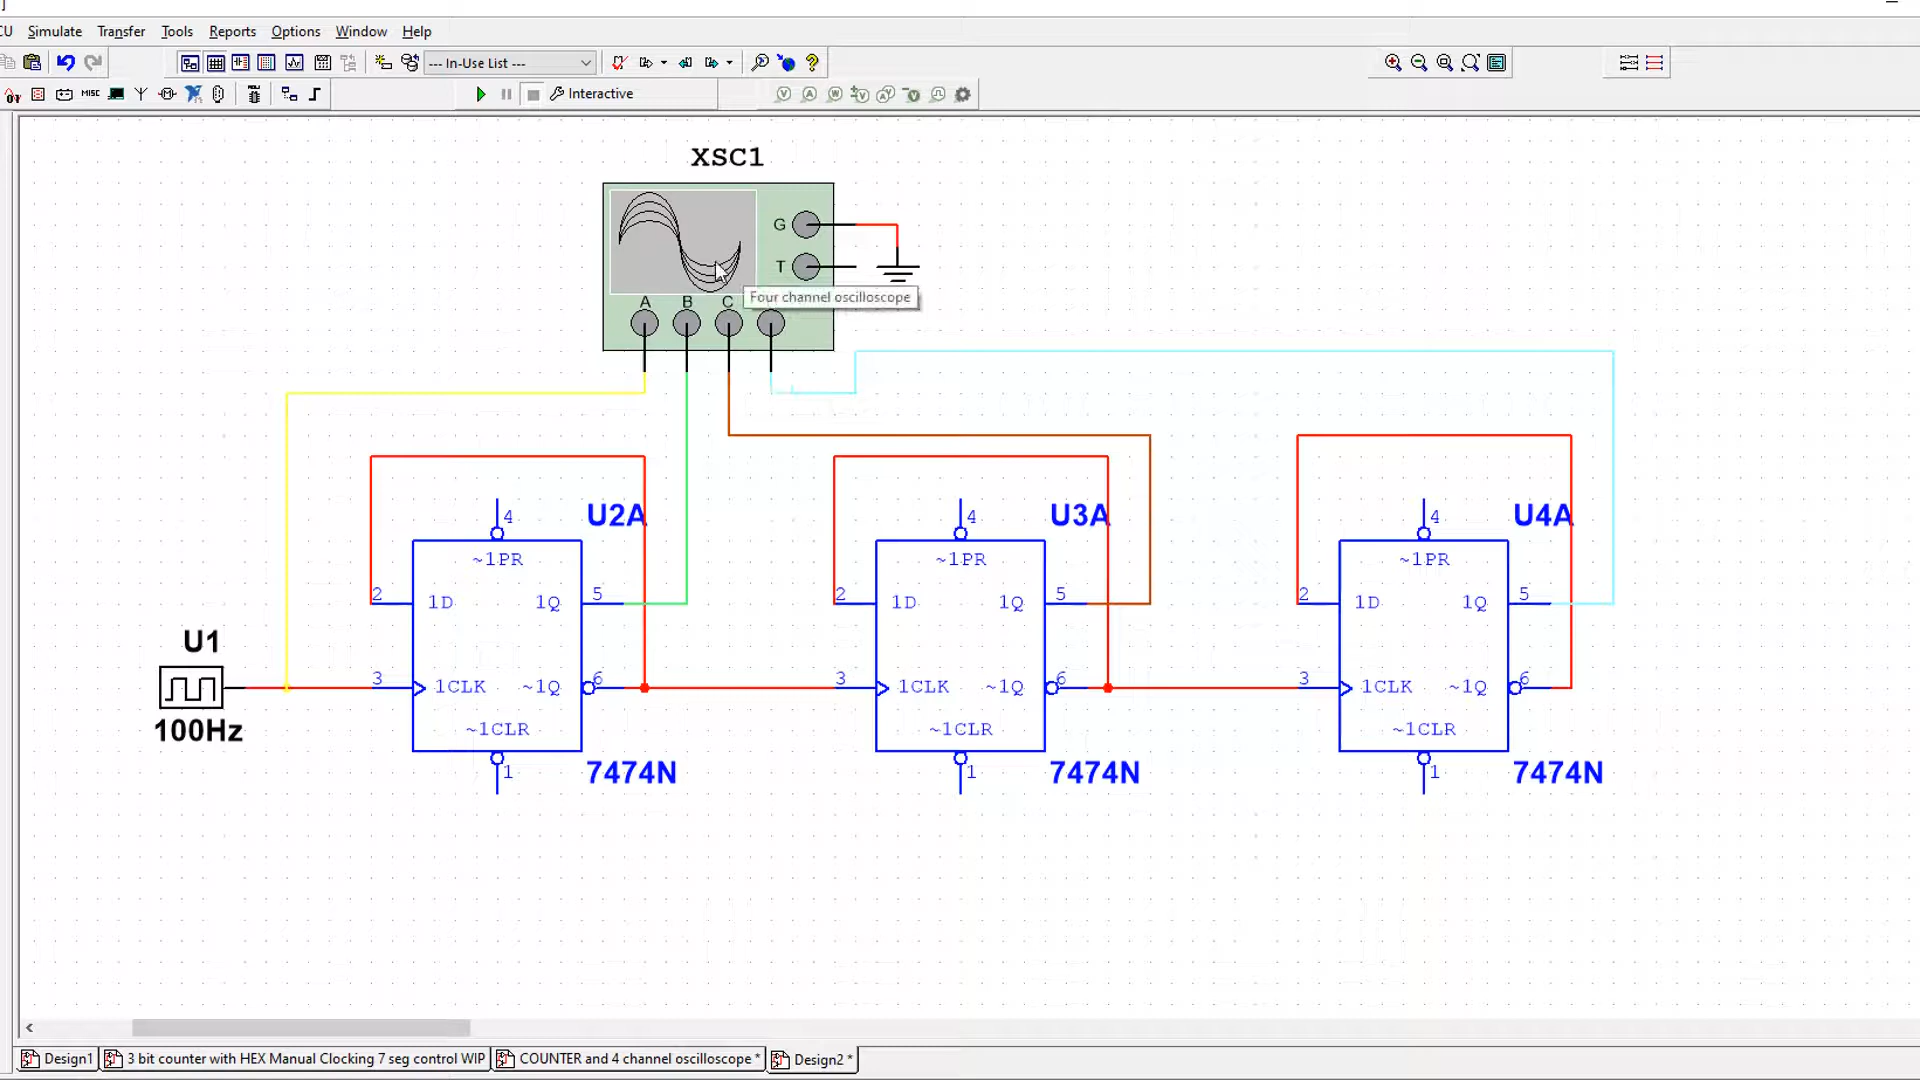 ]
CU Simulate Transfer Tools Reports Options Window Help
--- In-Use List ---
MISC Interactive
XSC1
G
T
A B C
Four channel oscilloscope
U2A U3A U4A
4 4 4
~1PR ~1PR ~1PR
2 1D 1Q 5 2 1D 1Q 5 2 1D 1Q 5
U1
3 1CLK ~1Q 6 3 1CLK ~1Q 6 3 1CLK ~1Q 6
100Hz
~1CLR ~1CLR ~1CLR
1 7474N 1 7474N 1 7474N
Design1 3 bit counter with HEX Manual Clocking 7 seg control WIP COUNTER and 4 channel oscilloscope * Design2 *